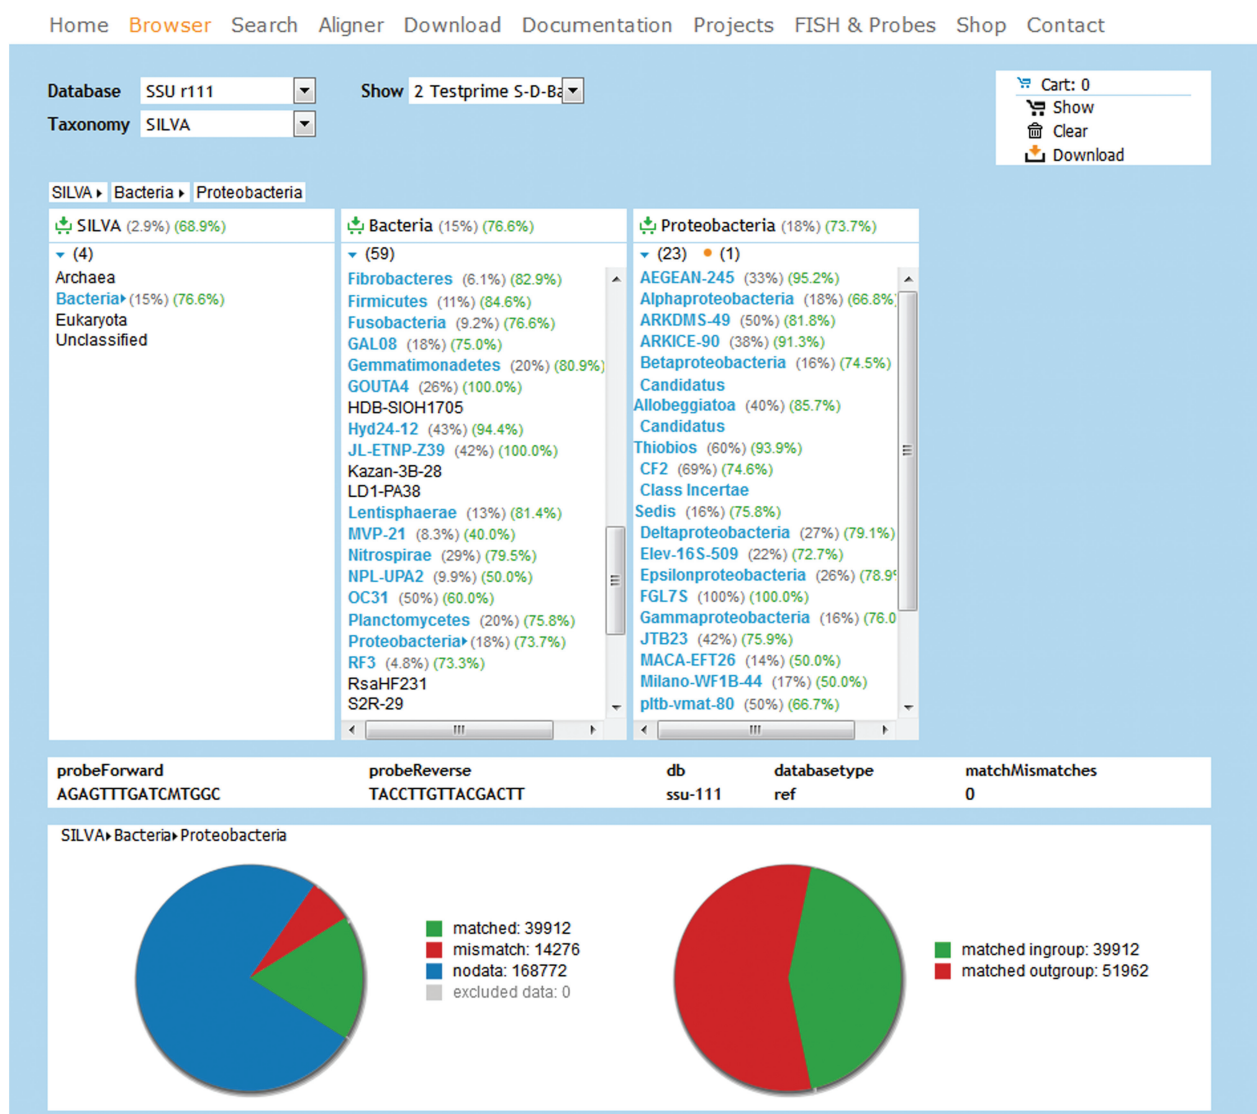 Home Browser Search Aligner Download Documentation Projects FISH & Probes Shop Contact
Database SSU r111 Show 2 Testprime S-D-Ba
Taxonomy SILVA
Cart: 0
Show
Clear
Download
SILVA Bacteria Proteobacteria
SILVA (2.9%) (68.9%)
(4)
Archaea
Bacteria (15%) (76.6%)
Eukaryota
Unclassified
Bacteria (15%) (76.6%)
(59)
Fibrobacteres (6.1%) (82.9%)
Firmicutes (11%) (84.6%)
Fusobacteria (9.2%) (76.6%)
GAL08 (18%) (75.0%)
Gemmatimonadetes (20%) (80.9%)
GOUTA4 (26%) (100.0%)
HDB-SIOH1705
Hyd24-12 (43%) (94.4%)
JL-ETNP-Z39 (42%) (100.0%)
Kazan-3B-28
LD1-PA38
Lentisphaerae (13%) (81.4%)
MVP-21 (8.3%) (40.0%)
Nitrospirae (29%) (79.5%)
NPL-UPA2 (9.9%) (50.0%)
OC31 (50%) (60.0%)
Planctomycetes (20%) (75.8%)
Proteobacteria (18%) (73.7%)
RF3 (4.8%) (73.3%)
RsaHF231
S2R-29
Proteobacteria (18%) (73.7%)
(23) (1)
AEGEAN-245 (33%) (95.2%)
Alphaproteobacteria (18%) (66.8%)
ARKDMS-49 (50%) (81.8%)
ARKICE-90 (38%) (91.3%)
Betaproteobacteria (16%) (74.5%)
Candidatus
Allobeggiatoa (40%) (85.7%)
Candidatus
Thiobios (60%) (93.9%)
CF2 (69%) (74.6%)
Class Incertae
Sedis (16%) (75.8%)
Deltaproteobacteria (27%) (79.1%)
Elev-16S-509 (22%) (72.7%)
Epsilonproteobacteria (26%) (78.9
FGL7S (100%) (100.0%)
Gammaproteobacteria (16%) (76.0
JTB23 (42%) (75.9%)
MACA-EFT26 (14%) (50.0%)
Milano-WF1B-44 (17%) (50.0%)
pltb-vmat-80 (50%) (66.7%)
probeForward probeReverse db databasetype matchMismatches
AGAGTTTGATCMTGGC TACCTTGTTACGACTT ssu-111 ref 0
SILVA Bacteria Proteobacteria
matched: 39912
mismatch: 14276
nodata: 168772
excluded data: 0
matched ingroup: 39912
matched outgroup: 51962